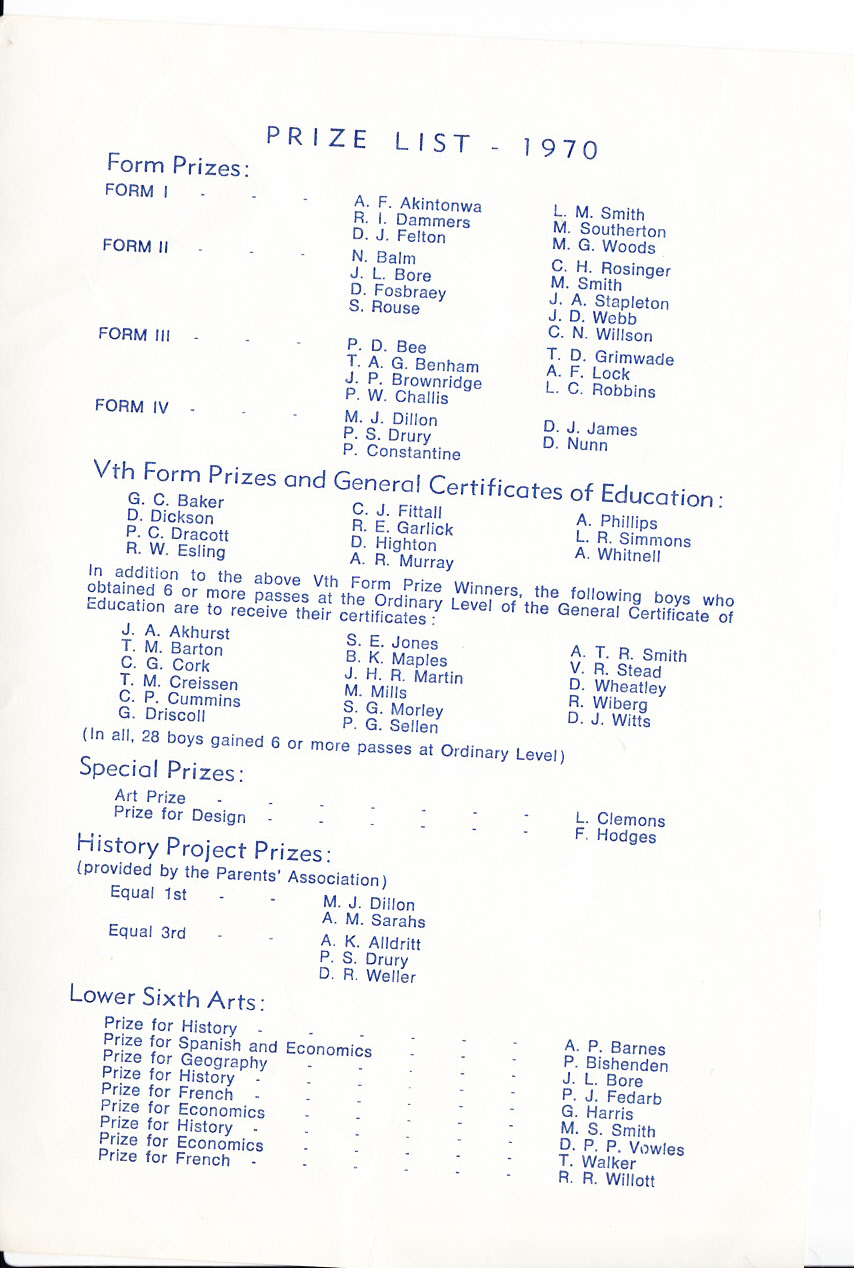 PRIZE LIST - 1970
Form Prizes:
FORM I - - - A. F. Akintonwa L. M. Smith
R. I. Dammers M. Southerton
D. J. Felton M. G. Woods
FORM II - - - N. Balm C. H. Rosinger
J. L. Bore M. Smith
D. Fosbraey J. A. Stapleton
S. Rouse J. D. Webb
C. N. Willson
FORM III - - - P. D. Bee T. D. Grimwade
T. A. G. Benham A. F. Lock
J. P. Brownridge L. C. Robbins
P. W. Challis
FORM IV - - - M. J. Dillon D. J. James
P. S. Drury D. Nunn
P. Constantine
Vth Form Prizes and General Certificates of Education:
G. C. Baker C. J. Fittall A. Phillips
D. Dickson R. E. Garlick L. R. Simmons
P. C. Dracott D. Highton A. Whitnell
R. W. Esling A. R. Murray
In addition to the above Vth Form Prize Winners, the following boys who
obtained 6 or more passes at the Ordinary Level of the General Certificate of
Education are to receive their certificates:
J. A. Akhurst S. E. Jones A. T. R. Smith
T. M. Barton B. K. Maples V. R. Stead
C. G. Cork J. H. R. Martin D. Wheatley
T. M. Creissen M. Mills R. Wiberg
C. P. Cummins S. G. Morley D. J. Witts
G. Driscoll P. G. Sellen
(In all, 28 boys gained 6 or more passes at Ordinary Level)
Special Prizes:
Art Prize - - - - - - - L. Clemons
Prize for Design - - - - - - F. Hodges
History Project Prizes:
(provided by the Parents' Association)
Equal 1st - - M. J. Dillon
A. M. Sarahs
Equal 3rd - - A. K. Alldritt
P. S. Drury
D. R. Weller
Lower Sixth Arts:
Prize for History - - - - - - A. P. Barnes
Prize for Spanish and Economics - - - P. Bishenden
Prize for Geography - - - - - J. L. Bore
Prize for History - - - - - - P. J. Fedarb
Prize for French - - - - - - G. Harris
Prize for Economics - - - - - M. S. Smith
Prize for History - - - - - - D. P. P. Vowles
Prize for Economics - - - - - T. Walker
Prize for French - - - - - - R. R. Willott